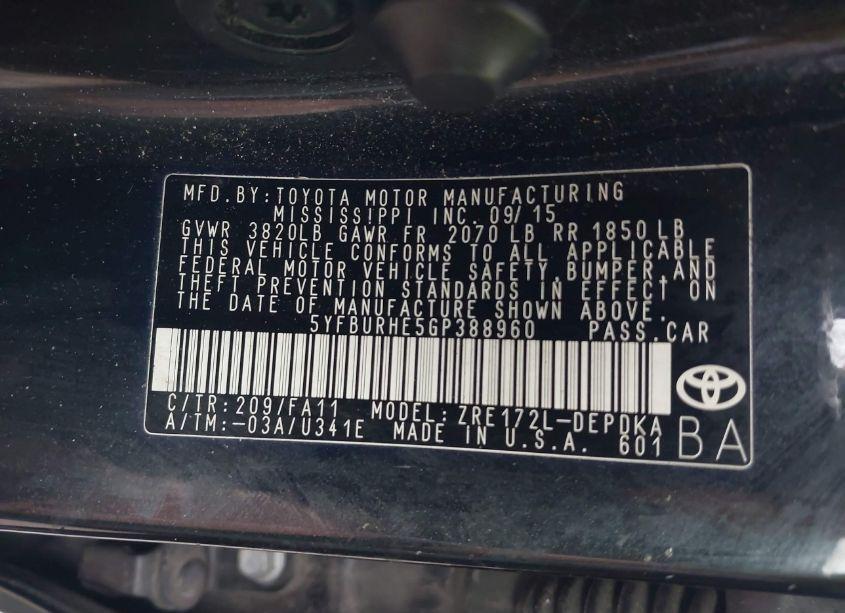 MFD.BY:TOYOTA MOTOR MANUFACTURING
MISSISSIPPI INC. 09/15
GVWR 3820LB GAWR FR 2070 LB RR 1850 LB
THIS VEHICLE CONFORMS TO ALL APPLICABLE
FEDERAL MOTOR VEHICLE SAFETY,BUMPER,AND
THEFT PREVENTION STANDARDS IN EFFECT ON
THE DATE OF MANUFACTURE SHOWN ABOVE.
5YFBURHE5GP388960 PASS.CAR
C/TR:209/FA11 MODEL:ZRE172L-DEPDKA
A/TM:-03A/U341E MADE IN U.S.A. 601
BA